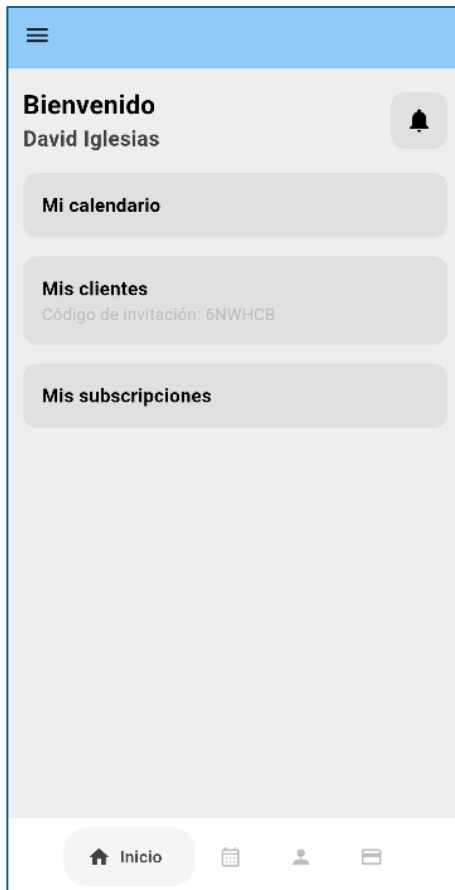 Bienvenido
David Iglesias
Mi calendario
Mis clientes
Código de invitación: 6NWHCB
Mis subscripciones
Inicio